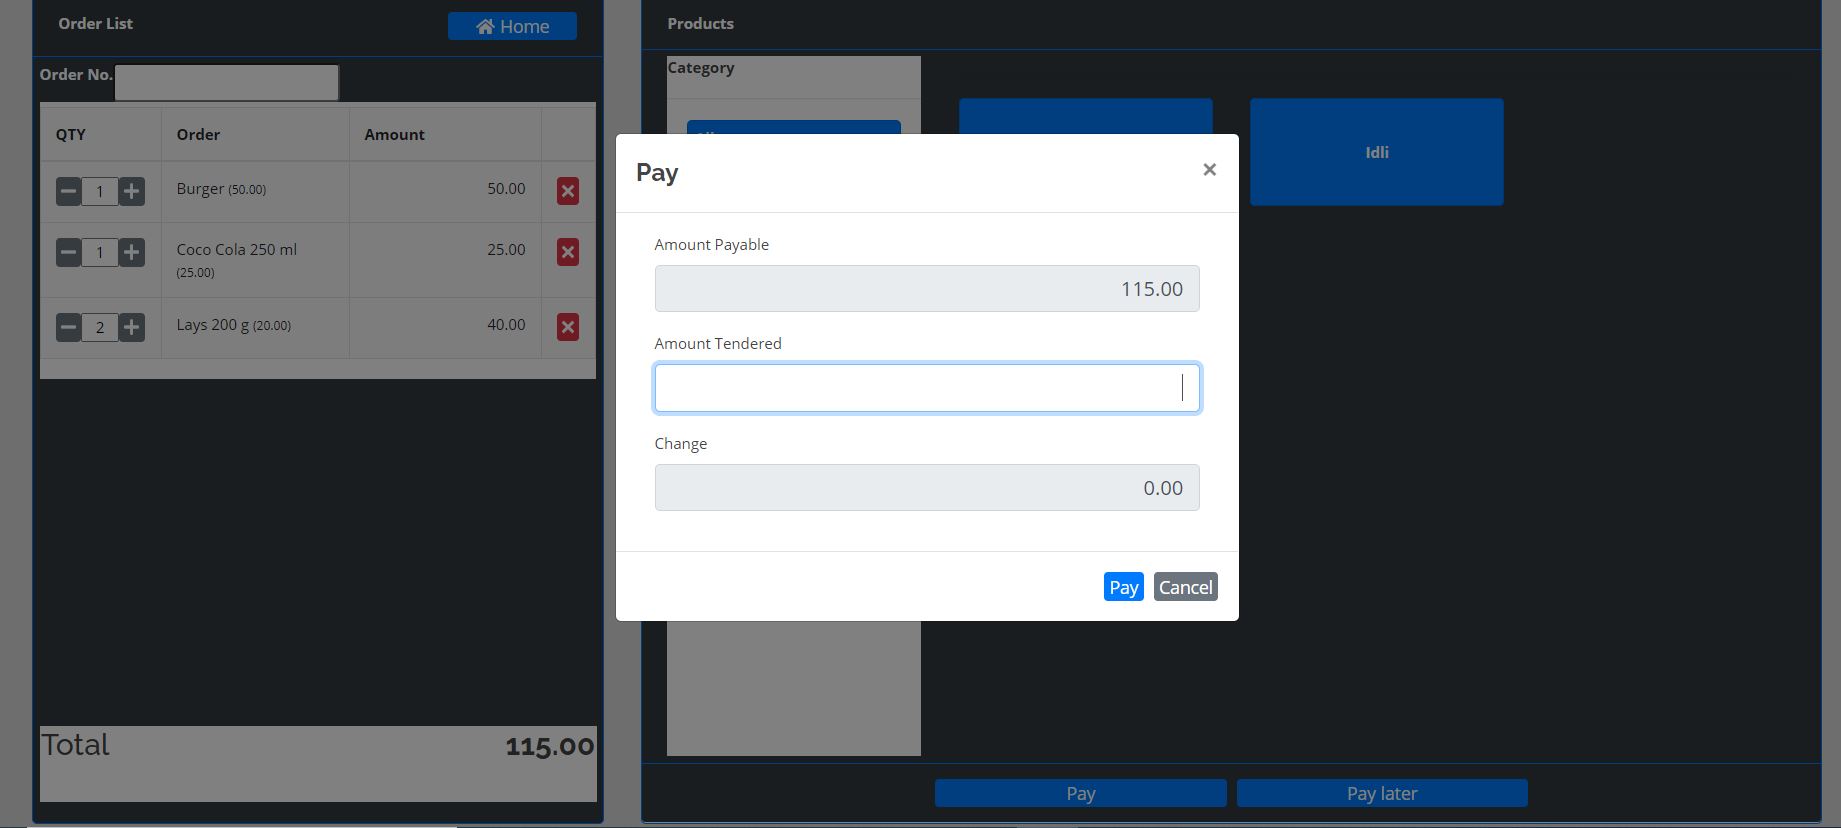 Order List
Home
Order No.
QTY Order Amount
1 Burger (50.00) 50.00
1 Coco Cola 250 ml 25.00
(25.00)
2 Lays 200 g (20.00) 40.00
Total 115.00
Products
Category
Idli
Pay
×
Amount Payable
115.00
Amount Tendered
Change
0.00
Pay Cancel
Pay Pay later